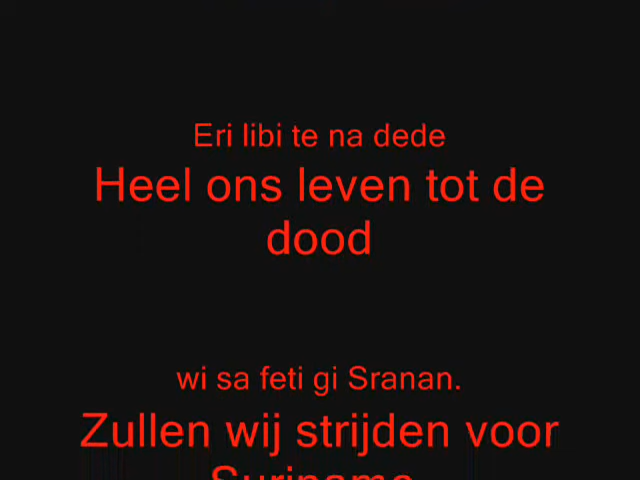 Eri libi te na dede
Heel ons leven tot de
dood
wi sa feti gi Sranan.
Zullen wij strijden voor
Suriname